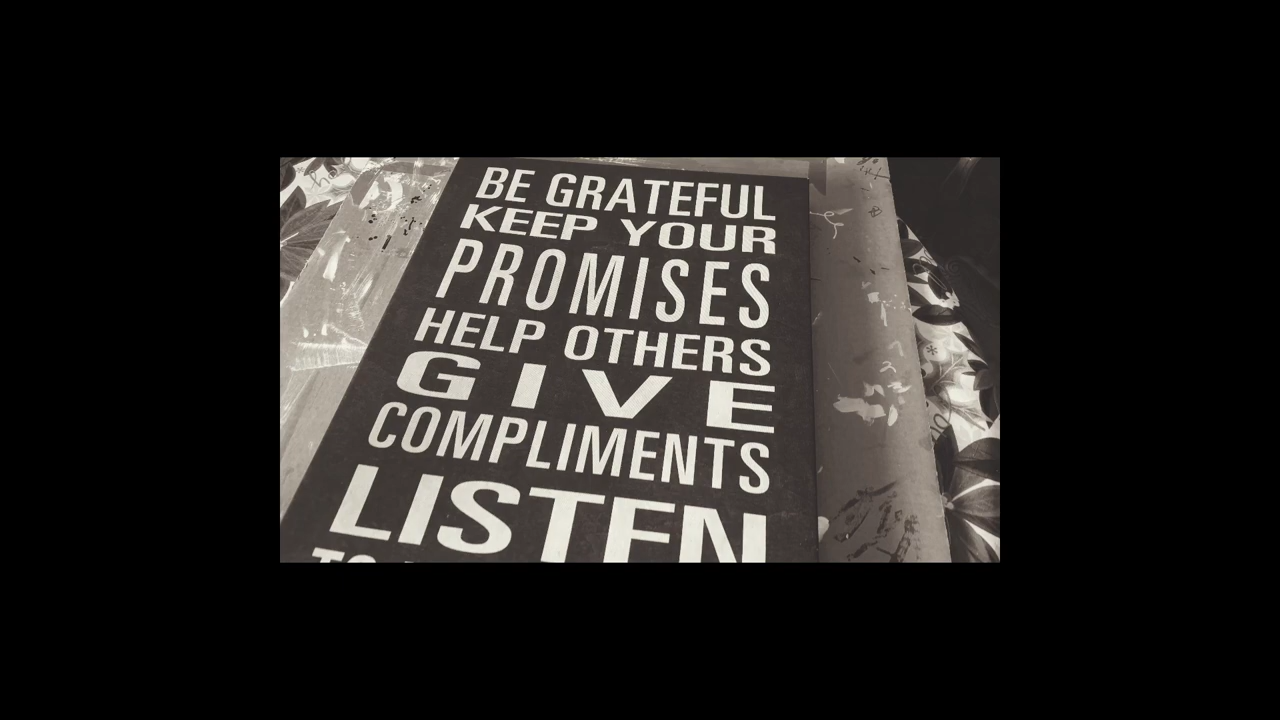 BE GRATEFUL
KEEP YOUR
PROMISES
HELP OTHERS
GIVE
COMPLIMENTS
LISTEN